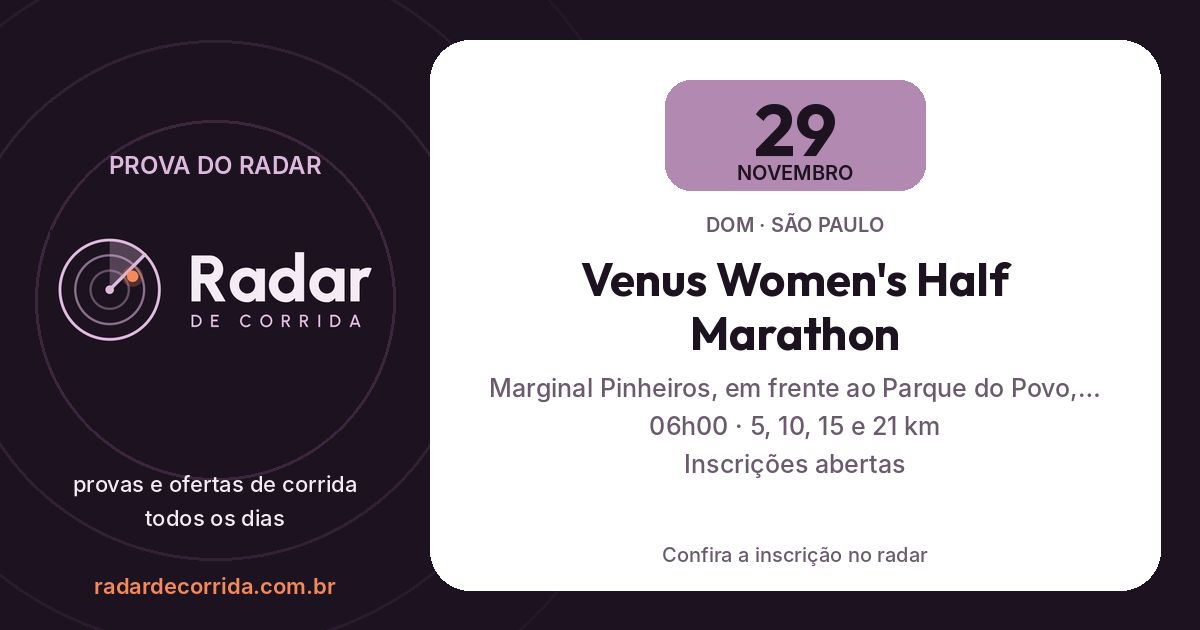 PROVA DO RADAR
Radar
DE CORRIDA
provas e ofertas de corrida
todos os dias
radardecorrida.com.br
29
NOVEMBRO
DOM · SÃO PAULO
Venus Women's Half
Marathon
Marginal Pinheiros, em frente ao Parque do Povo,...
06h00 · 5, 10, 15 e 21 km
Inscrições abertas
Confira a inscrição no radar